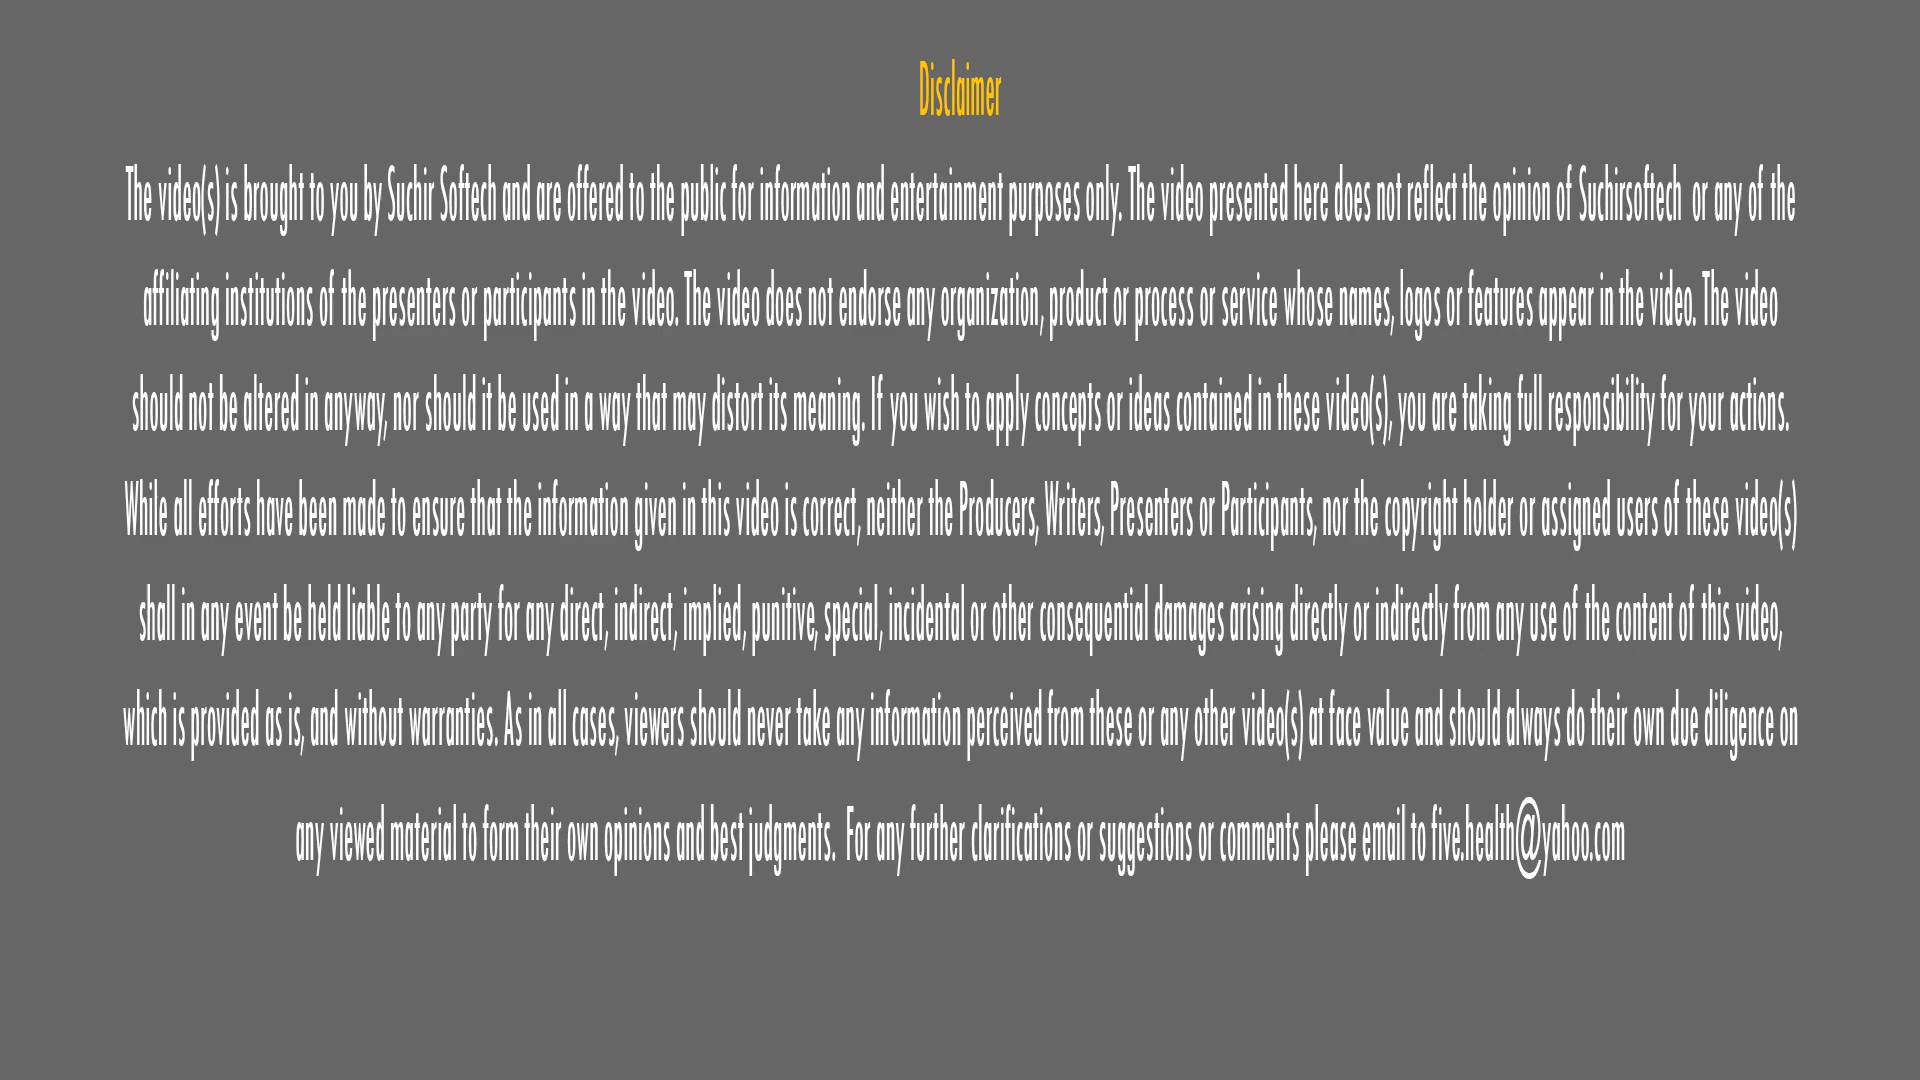 Disclaimer
The video(s) is brought to you by Suchir Softech and are offered to the public for information and entertainment purposes only. The video presented here does not reflect the opinion of Suchirsoftech  or any of the
affiliating institutions of the presenters or participants in the video. The video does not endorse any organization, product or process or service whose names, logos or features appear in the video. The video
should not be altered in anyway, nor should it be used in a way that may distort its meaning. If you wish to apply concepts or ideas contained in these video(s), you are taking full responsibility for your actions.
While all efforts have been made to ensure that the information given in this video is correct, neither the Producers, Writers, Presenters or Participants, nor the copyright holder or assigned users of these video(s)
shall in any event be held liable to any party for any direct, indirect, implied, punitive, special, incidental or other consequential damages arising directly or indirectly from any use of the content of this video,
which is provided as is, and without warranties. As in all cases, viewers should never take any information perceived from these or any other video(s) at face value and should always do their own due diligence on
any viewed material to form their own opinions and best judgments.  For any further clarifications or suggestions or comments please email to five.health@yahoo.com